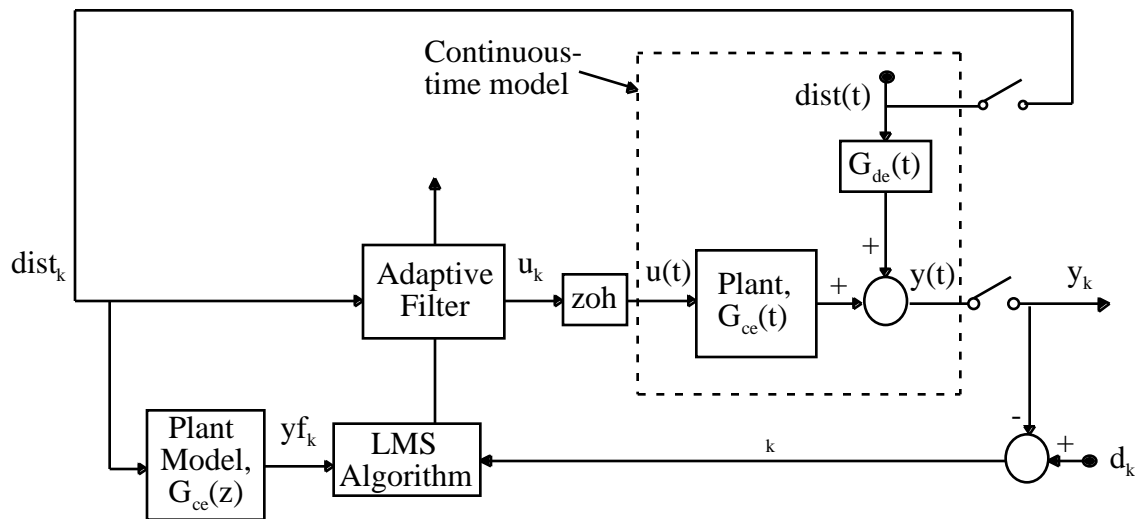 Continuous-
time model
dist(t)
G_de(t)
+
dist_k
Adaptive
Filter
u_k
zoh
u(t)
Plant,
G_ce(t)
+
y(t)
y_k
Plant
Model,
G_ce(z)
yf_k
LMS
Algorithm
k
-
+
d_k